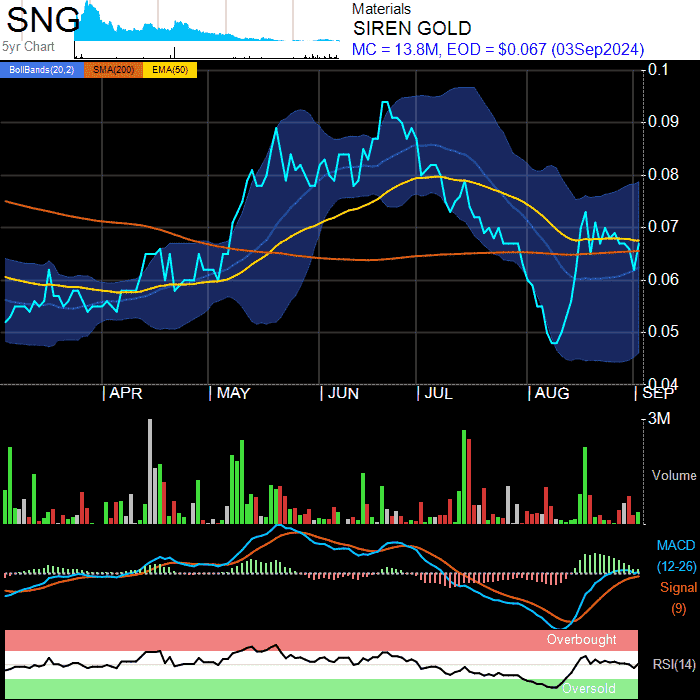 SNG
5yr Chart
Materials
SIREN GOLD
MC = 13.8M, EOD = $0.067 (03Sep2024)
BollBands(20,2) SMA(200) EMA(50)
0.1
0.09
0.08
0.07
0.06
0.05
0.04
APR MAY JUN JUL AUG SEP
3M
Volume
MACD
(12-26)
Signal
(9)
Overbought
RSI(14)
Oversold